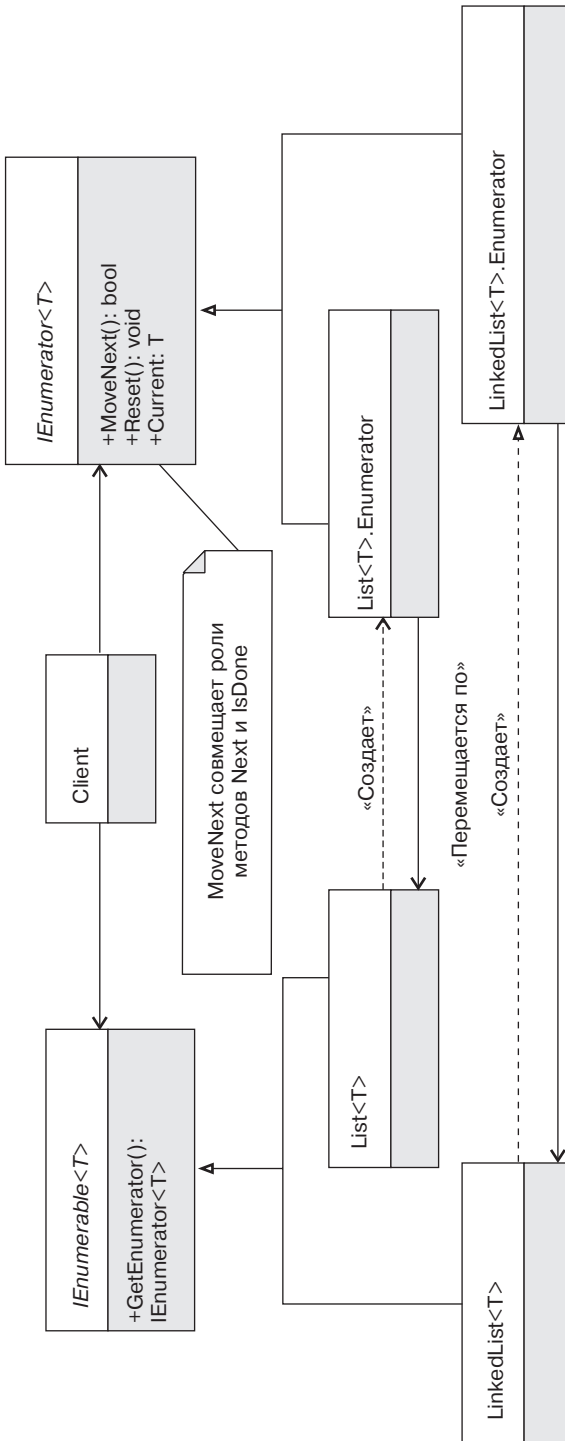 IEnumerable<T>
+GetEnumerator():
IEnumerator<T>
Client
IEnumerator<T>
+MoveNext(): bool
+Reset(): void
+Current: T
MoveNext совмещает роли
методов Next и IsDone
List<T>
«Создает»
List<T>.Enumerator
«Перемещается по»
LinkedList<T>
«Создает»
LinkedList<T>.Enumerator